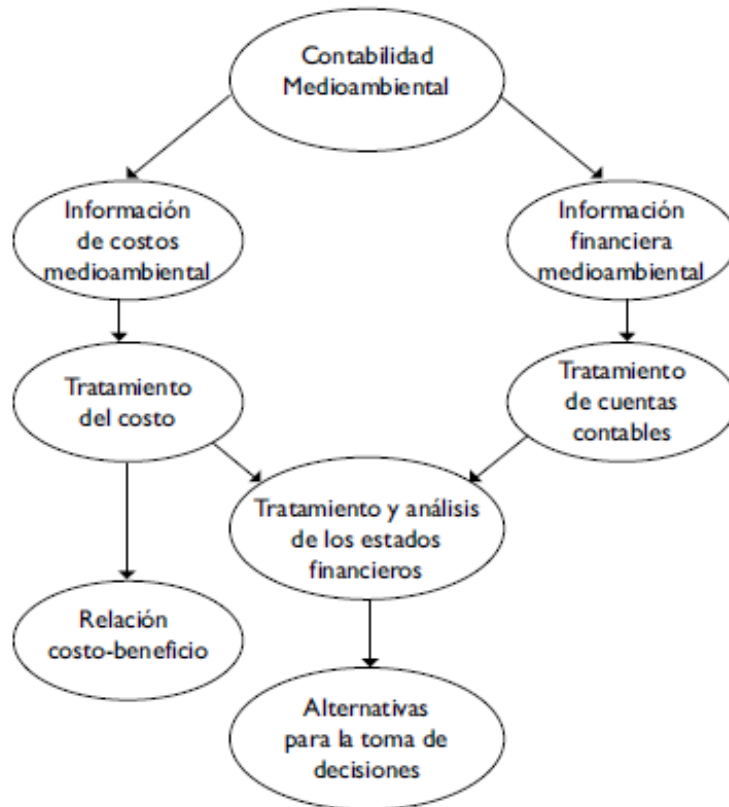 Contabilidad
Medioambiental
Información
de costos
medioambiental
Información
financiera
medioambiental
Tratamiento
del costo
Tratamiento
de cuentas
contables
Tratamiento y análisis
de los estados
financieros
Relación
costo-beneficio
Alternativas
para la toma de
decisiones